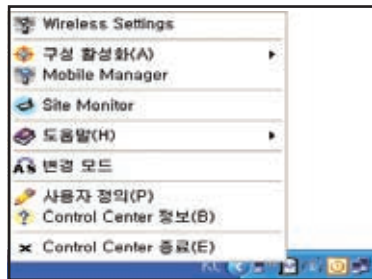 Wireless Settings
구성 활성화(A)
Mobile Manager
Site Monitor
도움말(H)
변경 모드
사용자 정의(P)
Control Center 정보(B)
Control Center 종료(E)